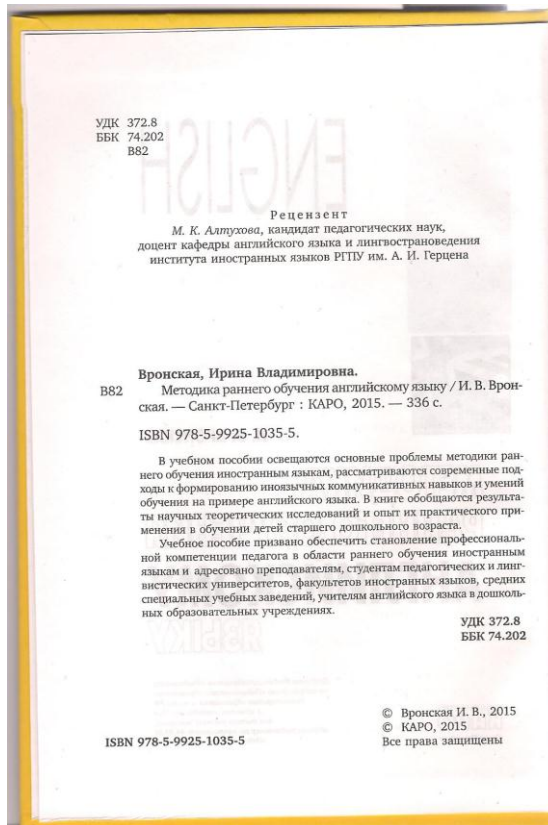 УДК 372.8
ББК 74.202
В82
Рецензент
М. К. Алтухова, кандидат педагогических наук,
доцент кафедры английского языка и лингвострановедения
института иностранных языков РГПУ им. А. И. Герцена
Вронская, Ирина Владимировна.
В82 Методика раннего обучения английскому языку / И. В. Врон-
ская. — Санкт-Петербург : КАРО, 2015. — 336 с.
ISBN 978-5-9925-1035-5.
В учебном пособии освещаются основные проблемы методики ран-
него обучения иностранным языкам, рассматриваются современные под-
ходы к формированию иноязычных коммуникативных навыков и умений
обучения на примере английского языка. В книге обобщаются результа-
ты научных теоретических исследований и опыт их практического при-
менения в обучении детей старшего дошкольного возраста.
Учебное пособие призвано обеспечить становление профессиональ-
ной компетенции педагога в области раннего обучения иностранным
языкам и адресовано преподавателям, студентам педагогических и линг-
вистических университетов, факультетов иностранных языков, средних
специальных учебных заведений, учителям английского языка в дошколь-
ных образовательных учреждениях.
УДК 372.8
ББК 74.202
© Вронская И. В., 2015
© КАРО, 2015
ISBN 978-5-9925-1035-5 Все права защищены